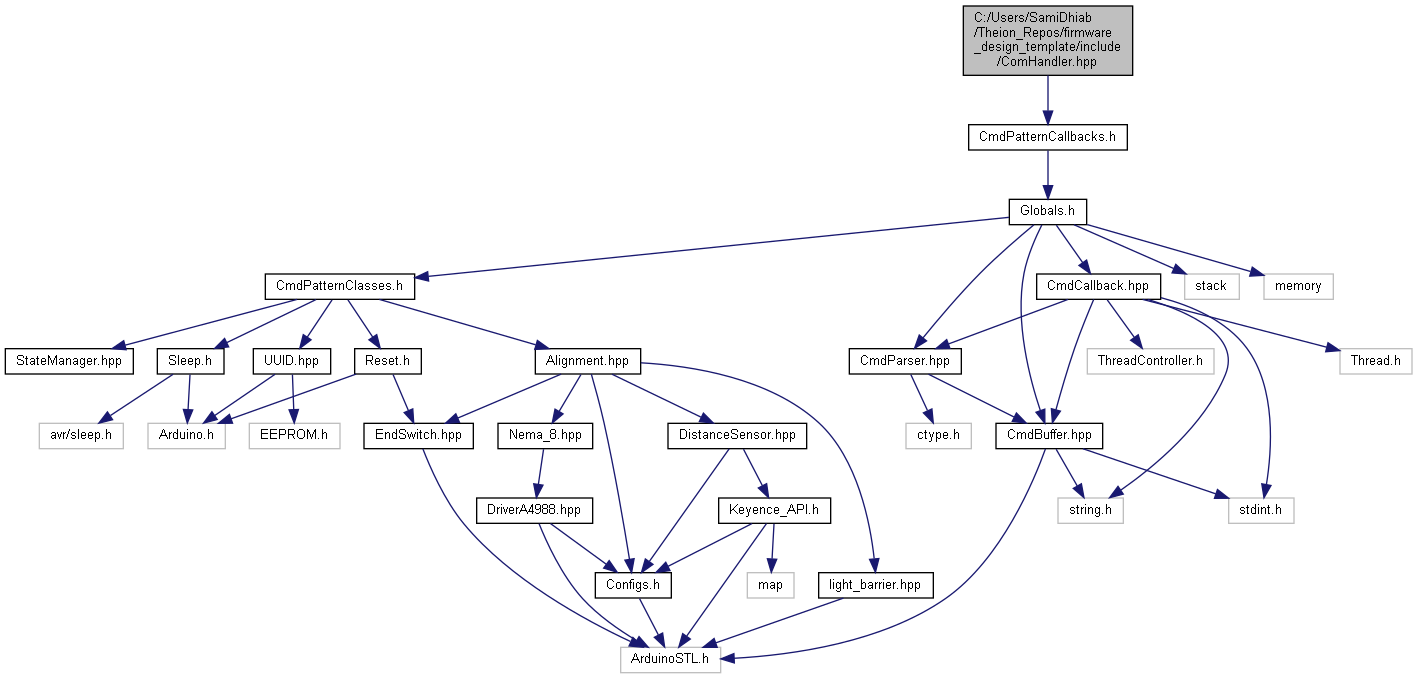 C:/Users/SamiDhiab
/Theion_Repos/firmware
_design_template/include
/ComHandler.hpp
CmdPatternCallbacks.h
Globals.h
CmdPatternClasses.h
CmdCallback.hpp
stack
memory
StateManager.hpp
Sleep.h
UUID.hpp
Reset.h
Alignment.hpp
CmdParser.hpp
ThreadController.h
Thread.h
avr/sleep.h
Arduino.h
EEPROM.h
EndSwitch.hpp
Nema_8.hpp
DistanceSensor.hpp
ctype.h
CmdBuffer.hpp
DriverA4988.hpp
Keyence_API.h
string.h
stdint.h
Configs.h
map
light_barrier.hpp
ArduinoSTL.h